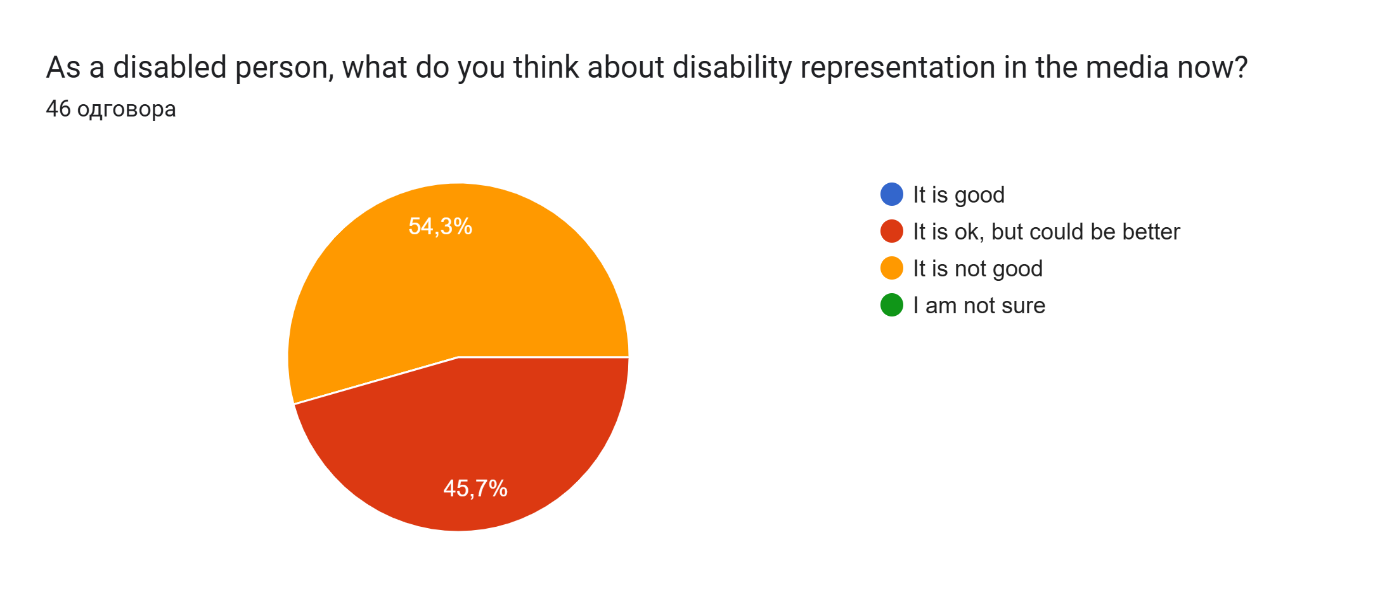 As a disabled person, what do you think about disability representation in the media now?
46 одговора
54,3%
45,7%
It is good
It is ok, but could be better
It is not good
I am not sure